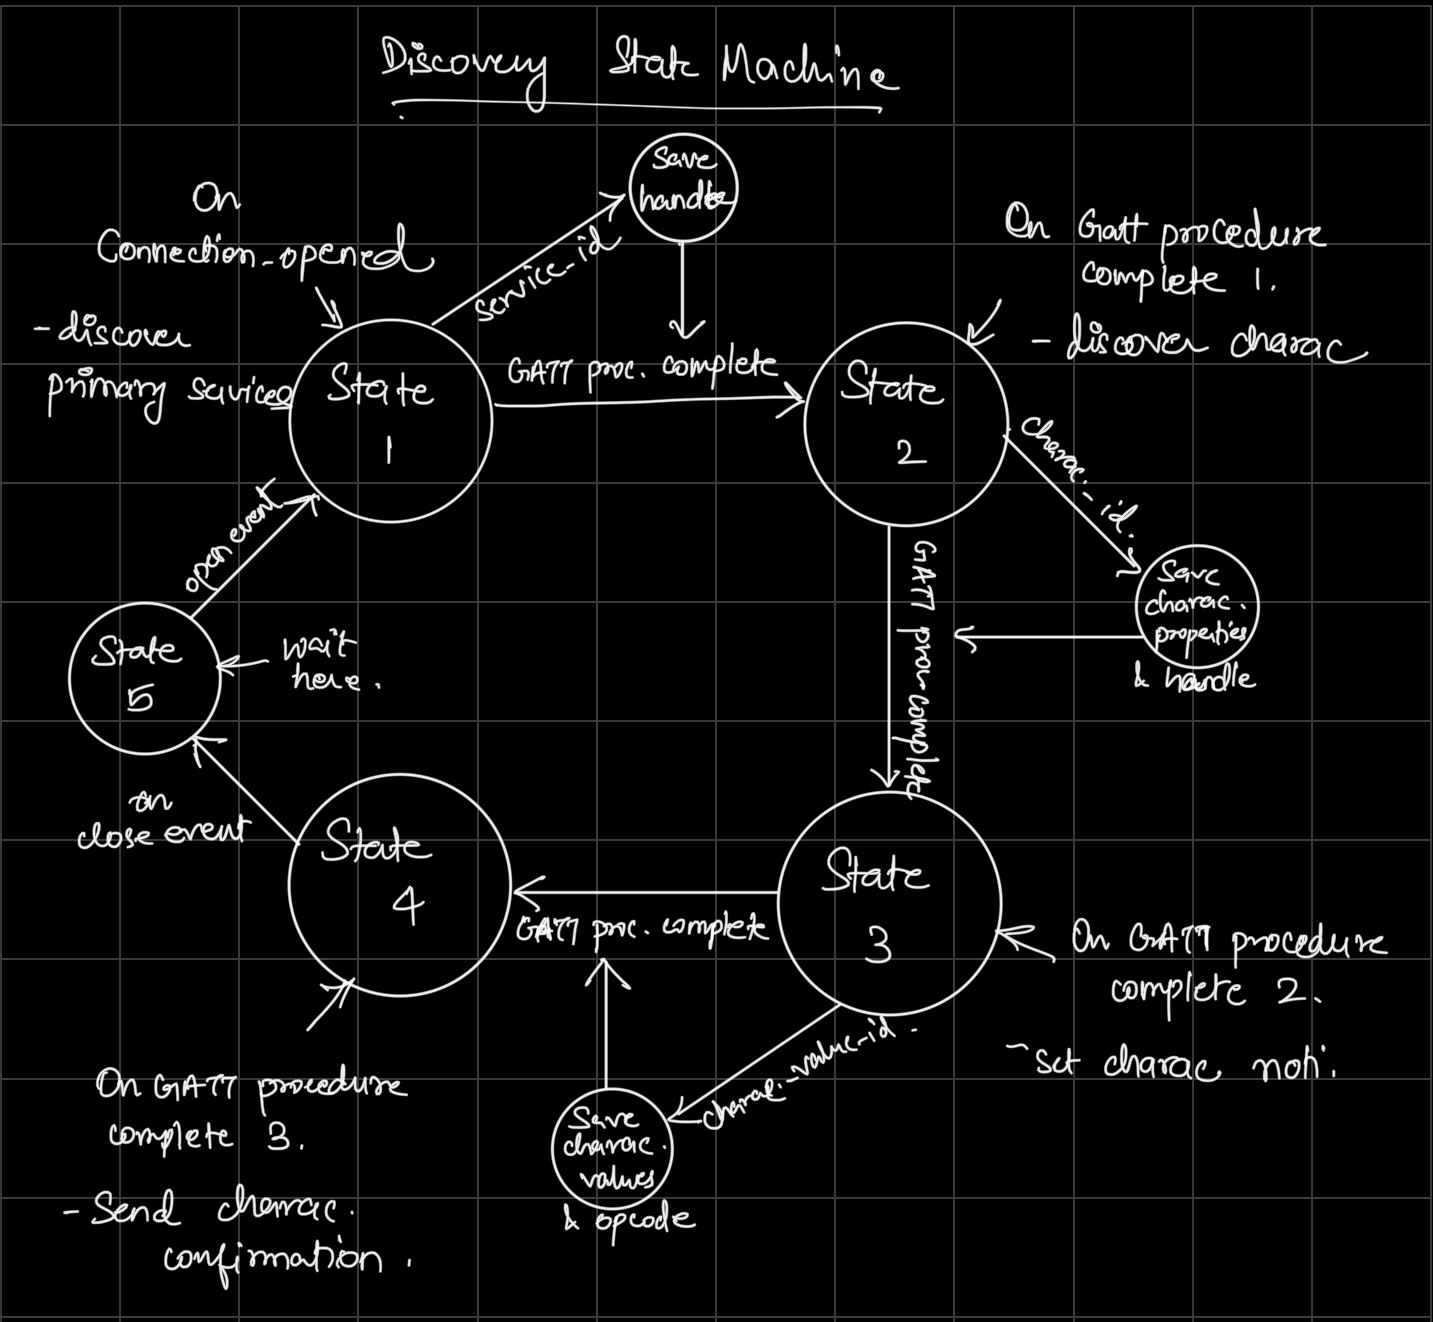 Discovery State Machine
Save
handle
On
Connection_opened
- discover
primary services
service_id
On Gatt procedure
complete 1.
- discover charac
State
1
GATT proc. complete
State
2
charac._id.
Save
charac.
properties
& handle
GATT proc. complete
open event
State
5
wait
here.
on
close event
State
4
GATT proc. complete
State
3
On GATT procedure
complete 2.
- set charac noti.
charac._value_id.
Save
charac.
values
& opcode
On GATT procedure
complete 3.
- Send charac.
confirmation.